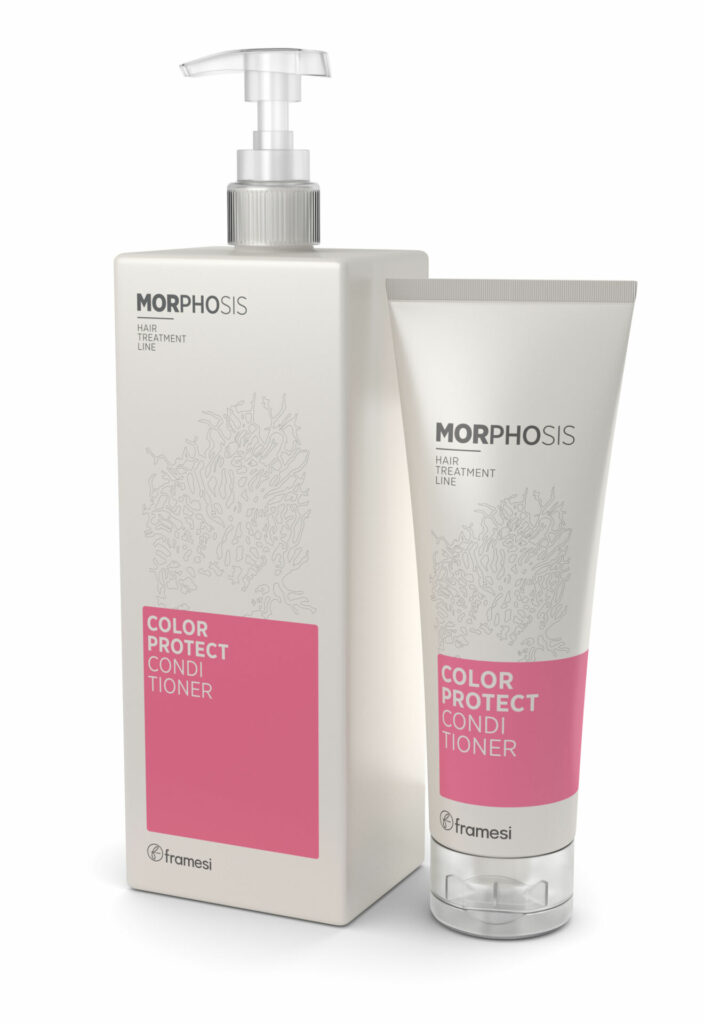 MORPHOSIS
HAIR
TREATMENT
LINE
COLOR
PROTECT
CONDI
TIONER
framesi
MORPHOSIS
HAIR
TREATMENT
LINE
COLOR
PROTECT
CONDI
TIONER
framesi